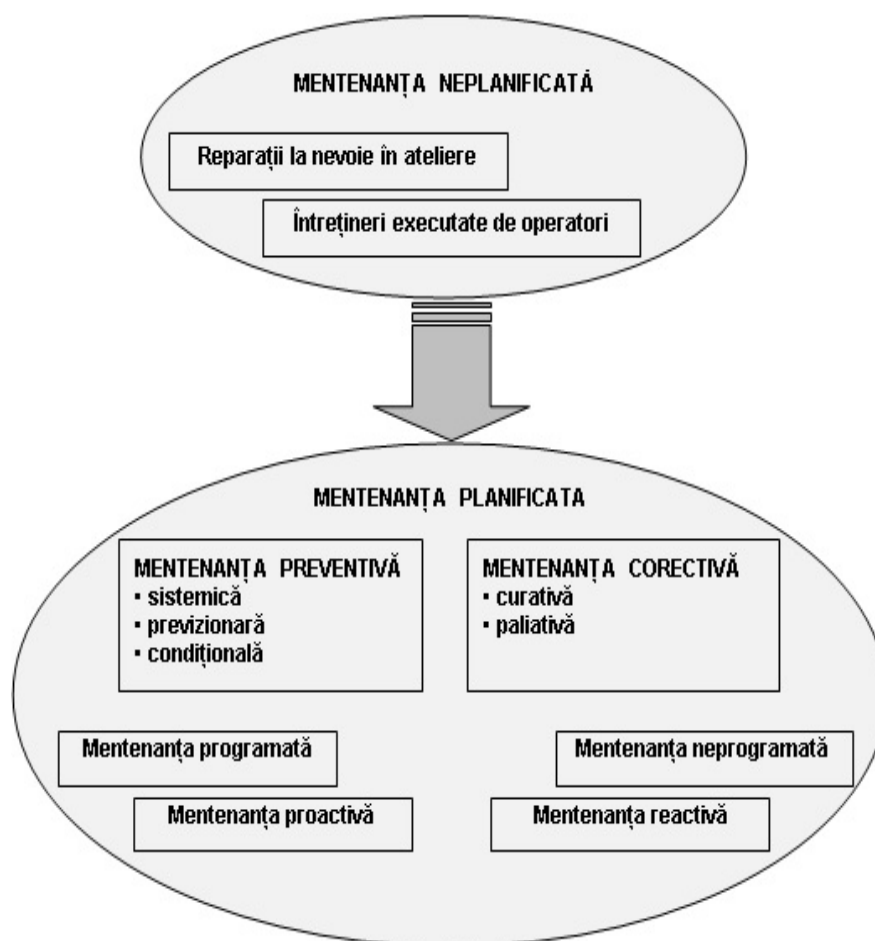 MENTENANȚA NEPLANIFICATĂ
Reparații la nevoie în ateliere
Întrețineri executate de operatori
MENTENANȚA PLANIFICATA
MENTENANȚA PREVENTIVĂ
▪ sistemică
▪ previzionară
▪ condițională
MENTENANȚA CORECTIVĂ
▪ curativă
▪ paliativă
Mentenanța programată
Mentenanța neprogramată
Mentenanța proactivă
Mentenanța reactivă